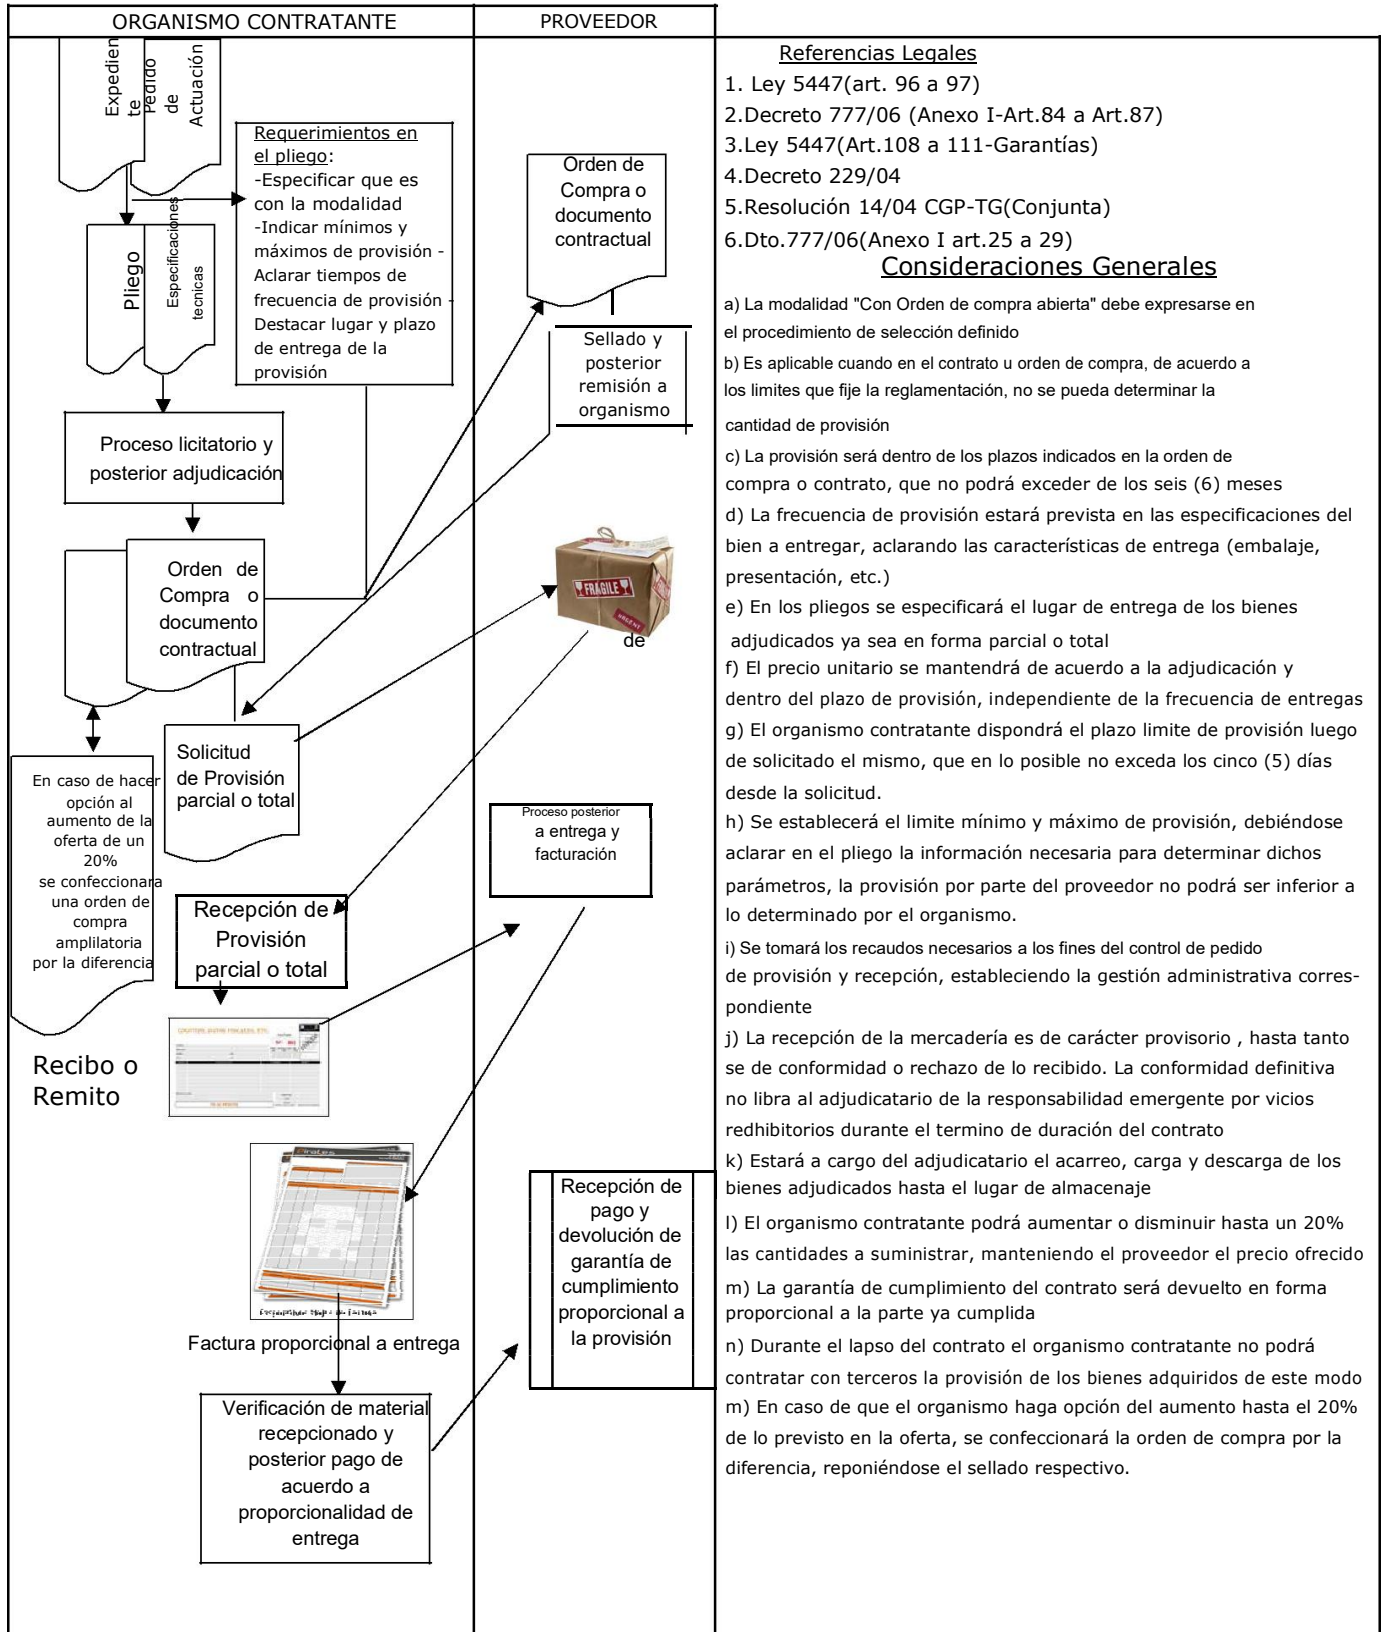 ORGANISMO CONTRATANTE
PROVEEDOR
Expedien
te
Pedido
de
Actuación
Requerimientos en
el pliego:
-Especificar que es
con la modalidad
-Indicar mínimos y
máximos de provisión -
Aclarar tiempos de
frecuencia de provisión -
Destacar lugar y plazo
de entrega de la
provisión
Pliego
Especificaciones
tecnicas
Proceso licitatorio y
posterior adjudicación
Orden de
Compra o
documento
contractual
Solicitud
de Provisión
parcial o total
En caso de hacer
opción al
aumento de la
oferta de un
20%
se confeccionara
una orden de
compra
amplilatoria
por la diferencia
Recepción de
Provisión
parcial o total
Recibo o
Remito
Factura proporcional a entrega
Verificación de material
recepcionado y
posterior pago de
acuerdo a
proporcionalidad de
entrega
Orden de
Compra o
documento
contractual
Sellado y
posterior
remisión a
organismo
FRAGILE
URGENT
de
Proceso posterior
a entrega y
facturación
Recepción de
pago y
devolución de
garantía de
cumplimiento
proporcional a
la provisión
Referencias Legales
1. Ley 5447(art. 96 a 97)
2.Decreto 777/06 (Anexo I-Art.84 a Art.87)
3.Ley 5447(Art.108 a 111-Garantías)
4.Decreto 229/04
5.Resolución 14/04 CGP-TG(Conjunta)
6.Dto.777/06(Anexo I art.25 a 29)
Consideraciones Generales
a) La modalidad "Con Orden de compra abierta" debe expresarse en
el procedimiento de selección definido
b) Es aplicable cuando en el contrato u orden de compra, de acuerdo a
los limites que fije la reglamentación, no se pueda determinar la
cantidad de provisión
c) La provisión será dentro de los plazos indicados en la orden de
compra o contrato, que no podrá exceder de los seis (6) meses
d) La frecuencia de provisión estará prevista en las especificaciones del
bien a entregar, aclarando las características de entrega (embalaje,
presentación, etc.)
e) En los pliegos se especificará el lugar de entrega de los bienes
adjudicados ya sea en forma parcial o total
f) El precio unitario se mantendrá de acuerdo a la adjudicación y
dentro del plazo de provisión, independiente de la frecuencia de entregas
g) El organismo contratante dispondrá el plazo limite de provisión luego
de solicitado el mismo, que en lo posible no exceda los cinco (5) días
desde la solicitud.
h) Se establecerá el limite mínimo y máximo de provisión, debiéndose
aclarar en el pliego la información necesaria para determinar dichos
parámetros, la provisión por parte del proveedor no podrá ser inferior a
lo determinado por el organismo.
i) Se tomará los recaudos necesarios a los fines del control de pedido
de provisión y recepción, estableciendo la gestión administrativa corres-
pondiente
j) La recepción de la mercadería es de carácter provisorio , hasta tanto
se de conformidad o rechazo de lo recibido. La conformidad definitiva
no libra al adjudicatario de la responsabilidad emergente por vicios
redhibitorios durante el termino de duración del contrato
k) Estará a cargo del adjudicatario el acarreo, carga y descarga de los
bienes adjudicados hasta el lugar de almacenaje
l) El organismo contratante podrá aumentar o disminuir hasta un 20%
las cantidades a suministrar, manteniendo el proveedor el precio ofrecido
m) La garantía de cumplimiento del contrato será devuelto en forma
proporcional a la parte ya cumplida
n) Durante el lapso del contrato el organismo contratante no podrá
contratar con terceros la provisión de los bienes adquiridos de este modo
m) En caso de que el organismo haga opción del aumento hasta el 20%
de lo previsto en la oferta, se confeccionará la orden de compra por la
diferencia, reponiéndose el sellado respectivo.